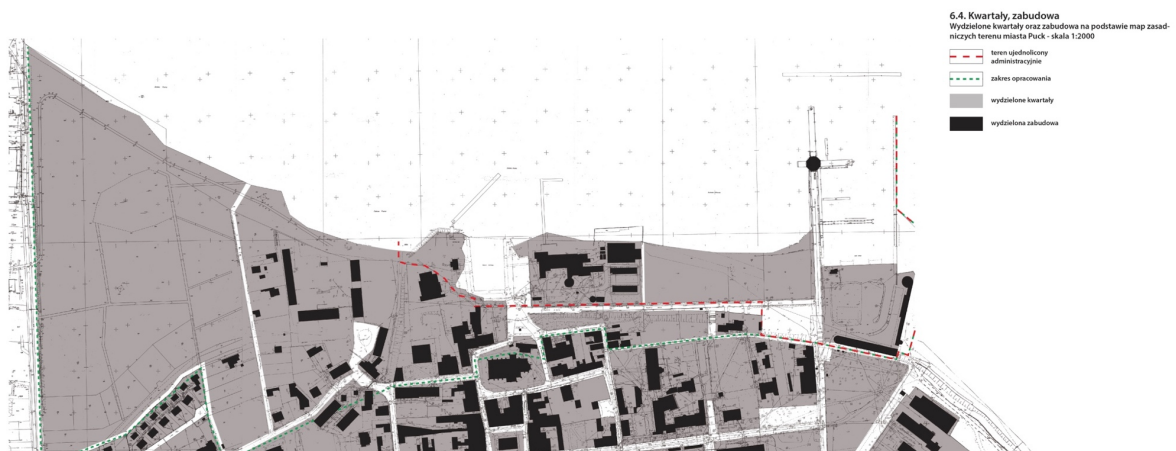 6.4. Kwartały, zabudowa
Wydzielone kwartały oraz zabudowa na podstawie map zasad-
niczych terenu miasta Puck - skala 1:2000
teren ujednolicony
administracyjnie
zakres opracowania
wydzielone kwartały
wydzielona zabudowa